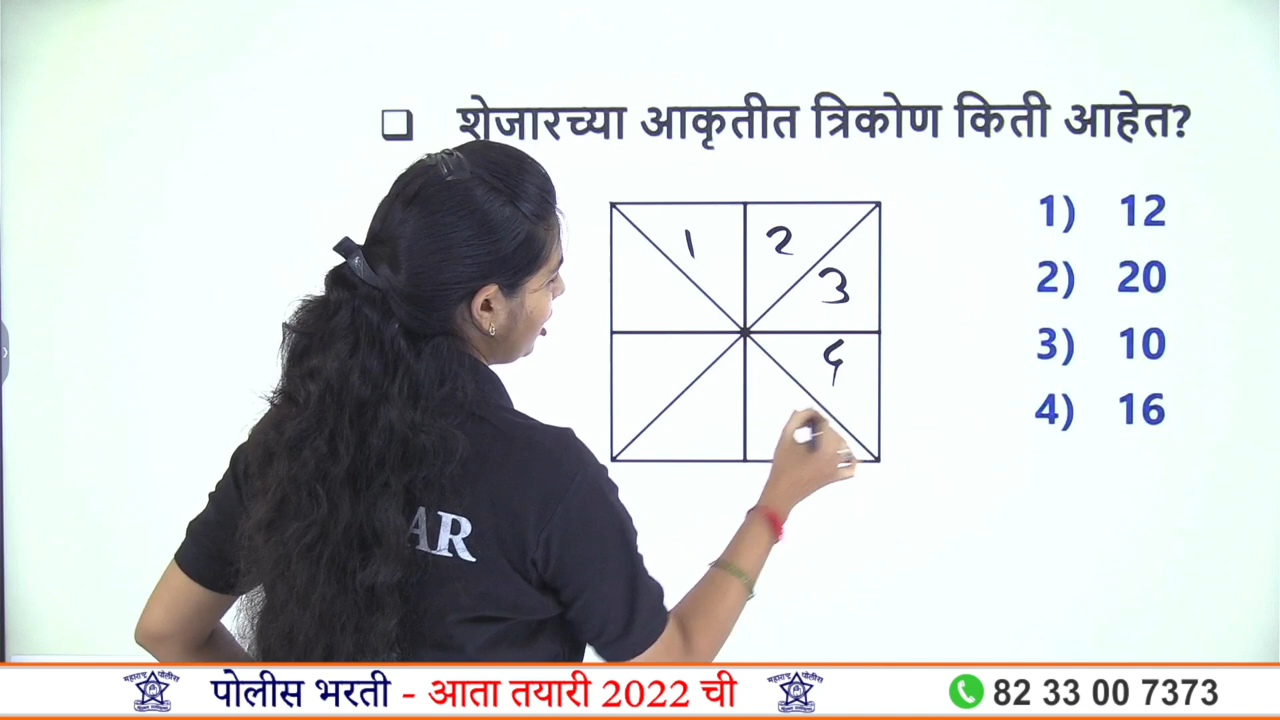 शेजारच्या आकृतीत त्रिकोण किती आहेत?
1 2
3
1) 12
2) 20
3) 10
4) 16
AR
पोलीस भरती - आता तयारी 2022 ची
82 33 00 7373